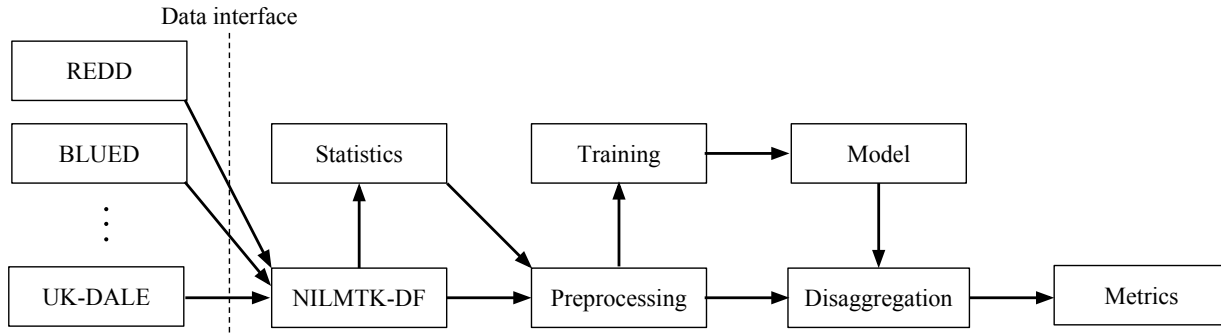 Data interface
REDD
BLUED
Statistics
Training
Model
UK-DALE
NILMTK-DF
Preprocessing
Disaggregation
Metrics